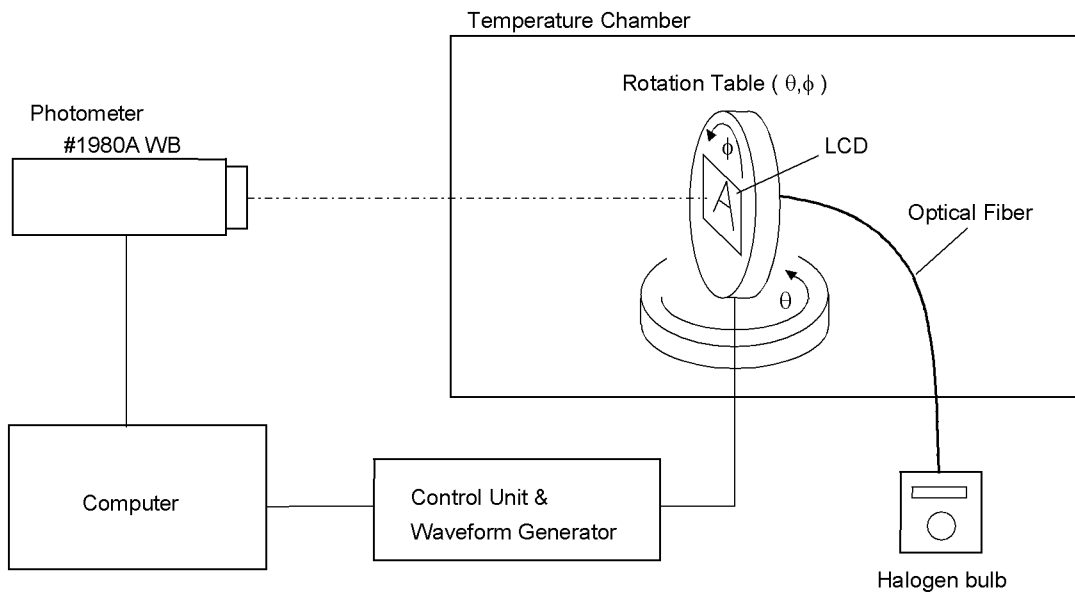 Temperature Chamber
Rotation Table ( θ,ϕ )
Photometer
#1980A WB
ϕ
LCD
A
Optical Fiber
θ
Computer
Control Unit &
Waveform Generator
Halogen bulb